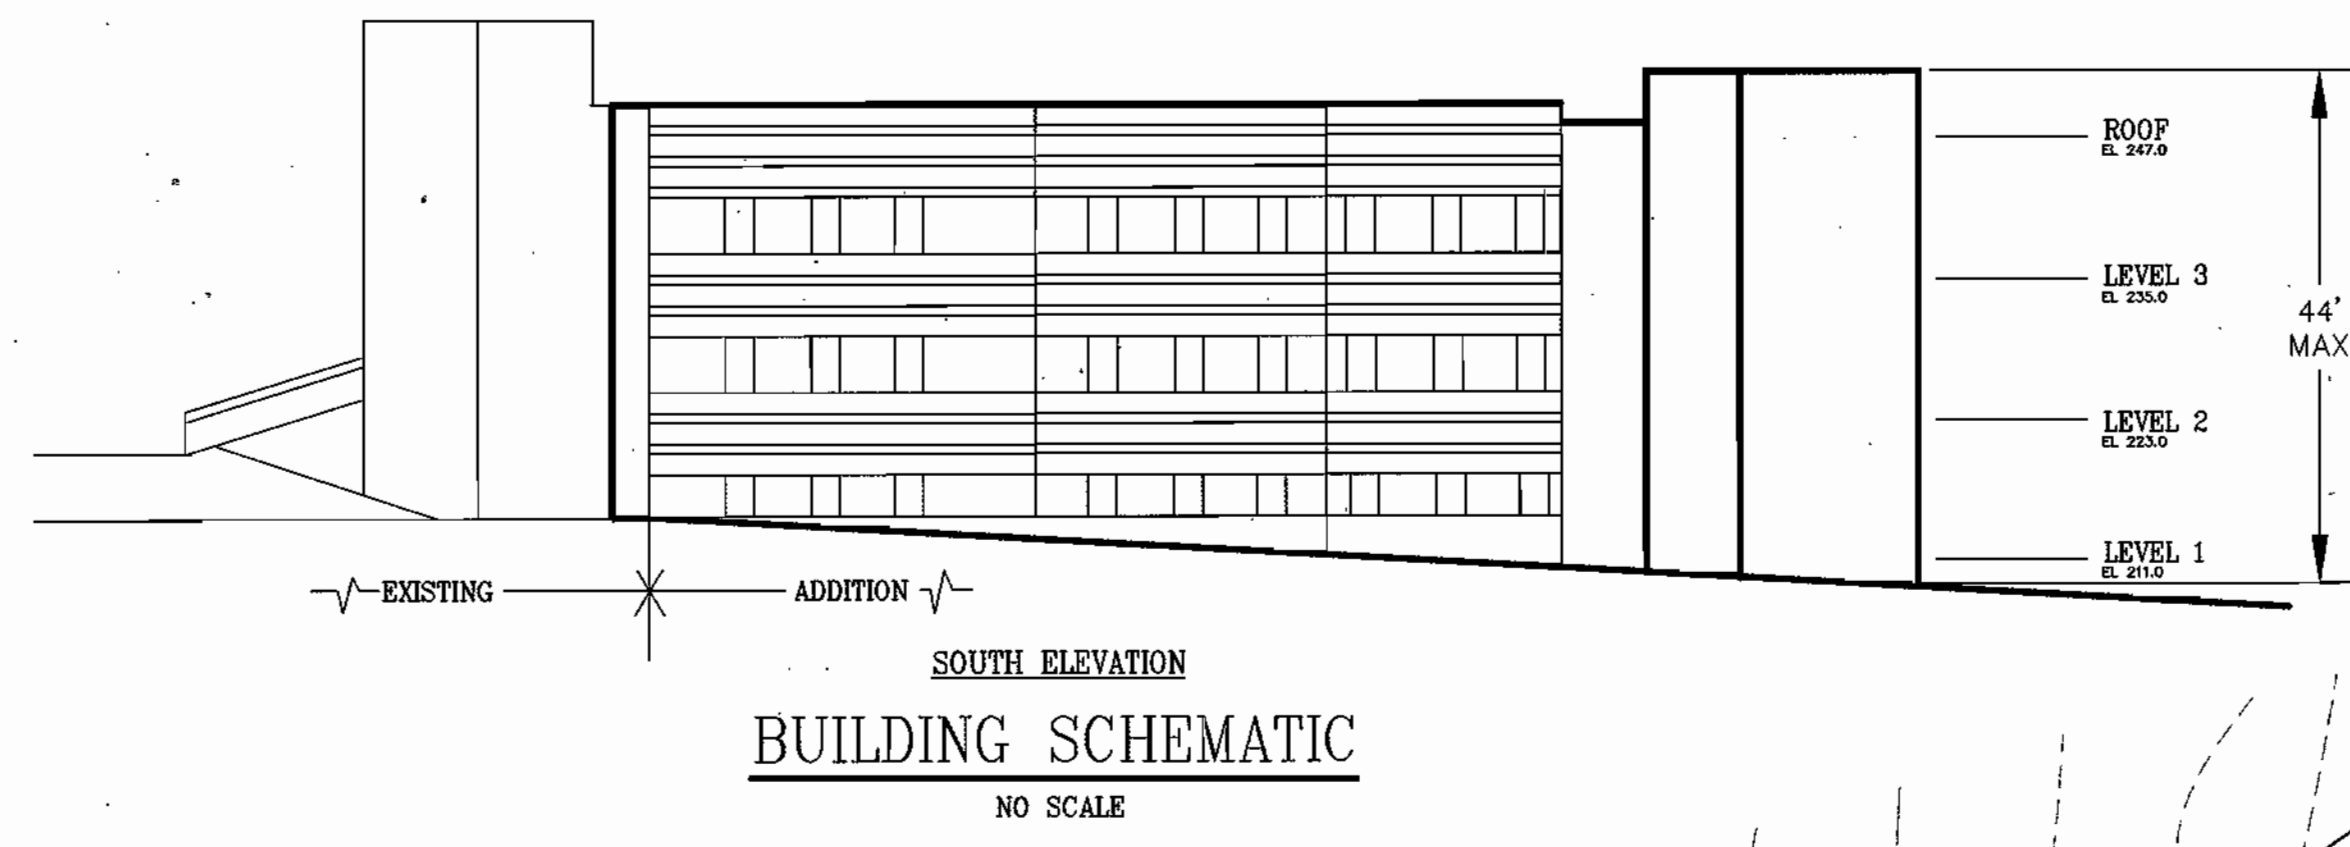 ROOF
EL 247.0
LEVEL 3
EL 235.0
44'
MAX
LEVEL 2
EL 223.0
LEVEL 1
EL 211.0
EXISTING
ADDITION
SOUTH ELEVATION
BUILDING SCHEMATIC
NO SCALE